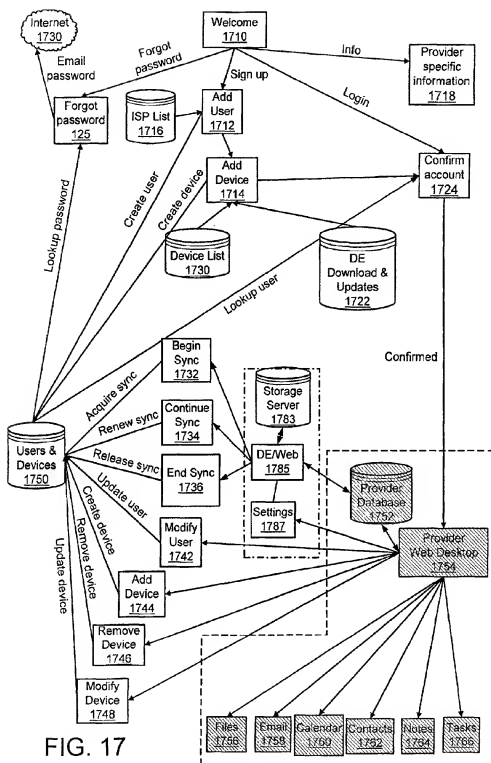 Internet
1730
Email
password
Forgot
password
Welcome
1710
Info
Provider
specific
information
1718
Sign up
Login
Forgot
password
125
ISP List
1716
Add
User
1712
Add
Device
1714
Confirm
account
1724
Lookup password
Create user
Create device
Device List
1730
Lookup user
DE
Download &
Updates
1722
Confirmed
Begin
Sync
1732
Acquire sync
Storage
Server
1783
Continue
Sync
1734
Renew sync
Users &
Devices
1750
Release sync
End Sync
1736
DE/Web
1785
Provider
Database
1752
Settings
1787
Update user
Modify
User
1742
Provider
Web Desktop
1754
Create device
Remove device
Update device
Add
Device
1744
Remove
Device
1746
Modify
Device
1748
Files
1756
Email
1758
Calendar
1760
Contacts
1762
Notes
1764
Tasks
1766
FIG. 17